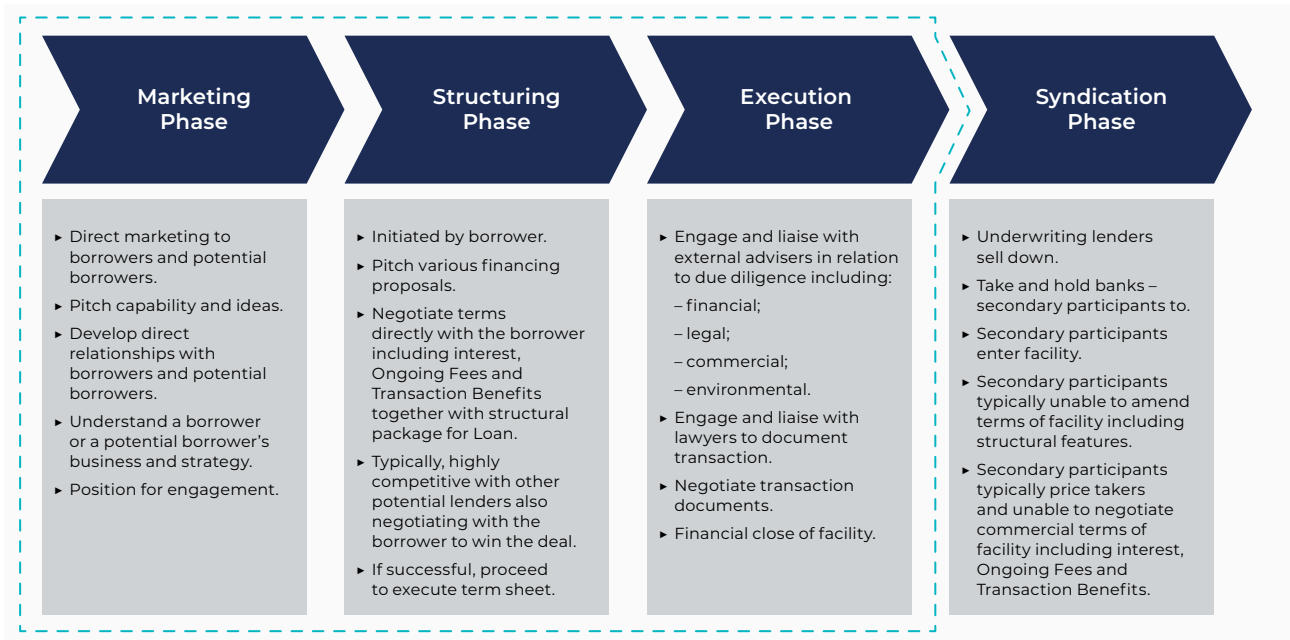 Marketing
Phase
Structuring
Phase
Execution
Phase
Syndication
Phase
▸ Direct marketing to
borrowers and potential
borrowers.
▸ Pitch capability and ideas.
▸ Develop direct
relationships with
borrowers and potential
borrowers.
▸ Understand a borrower
or a potential borrower’s
business and strategy.
▸ Position for engagement.
▸ Initiated by borrower.
▸ Pitch various financing
proposals.
▸ Negotiate terms
directly with the borrower
including interest,
Ongoing Fees and
Transaction Benefits
together with structural
package for Loan.
▸ Typically, highly
competitive with other
potential lenders also
negotiating with the
borrower to win the deal.
▸ If successful, proceed
to execute term sheet.
▸ Engage and liaise with
external advisers in relation
to due diligence including:
– financial;
– legal;
– commercial;
– environmental.
▸ Engage and liaise with
lawyers to document
transaction.
▸ Negotiate transaction
documents.
▸ Financial close of facility.
▸ Underwriting lenders
sell down.
▸ Take and hold banks –
secondary participants to.
▸ Secondary participants
enter facility.
▸ Secondary participants
typically unable to amend
terms of facility including
structural features.
▸ Secondary participants
typically price takers
and unable to negotiate
commercial terms of
facility including interest,
Ongoing Fees and
Transaction Benefits.